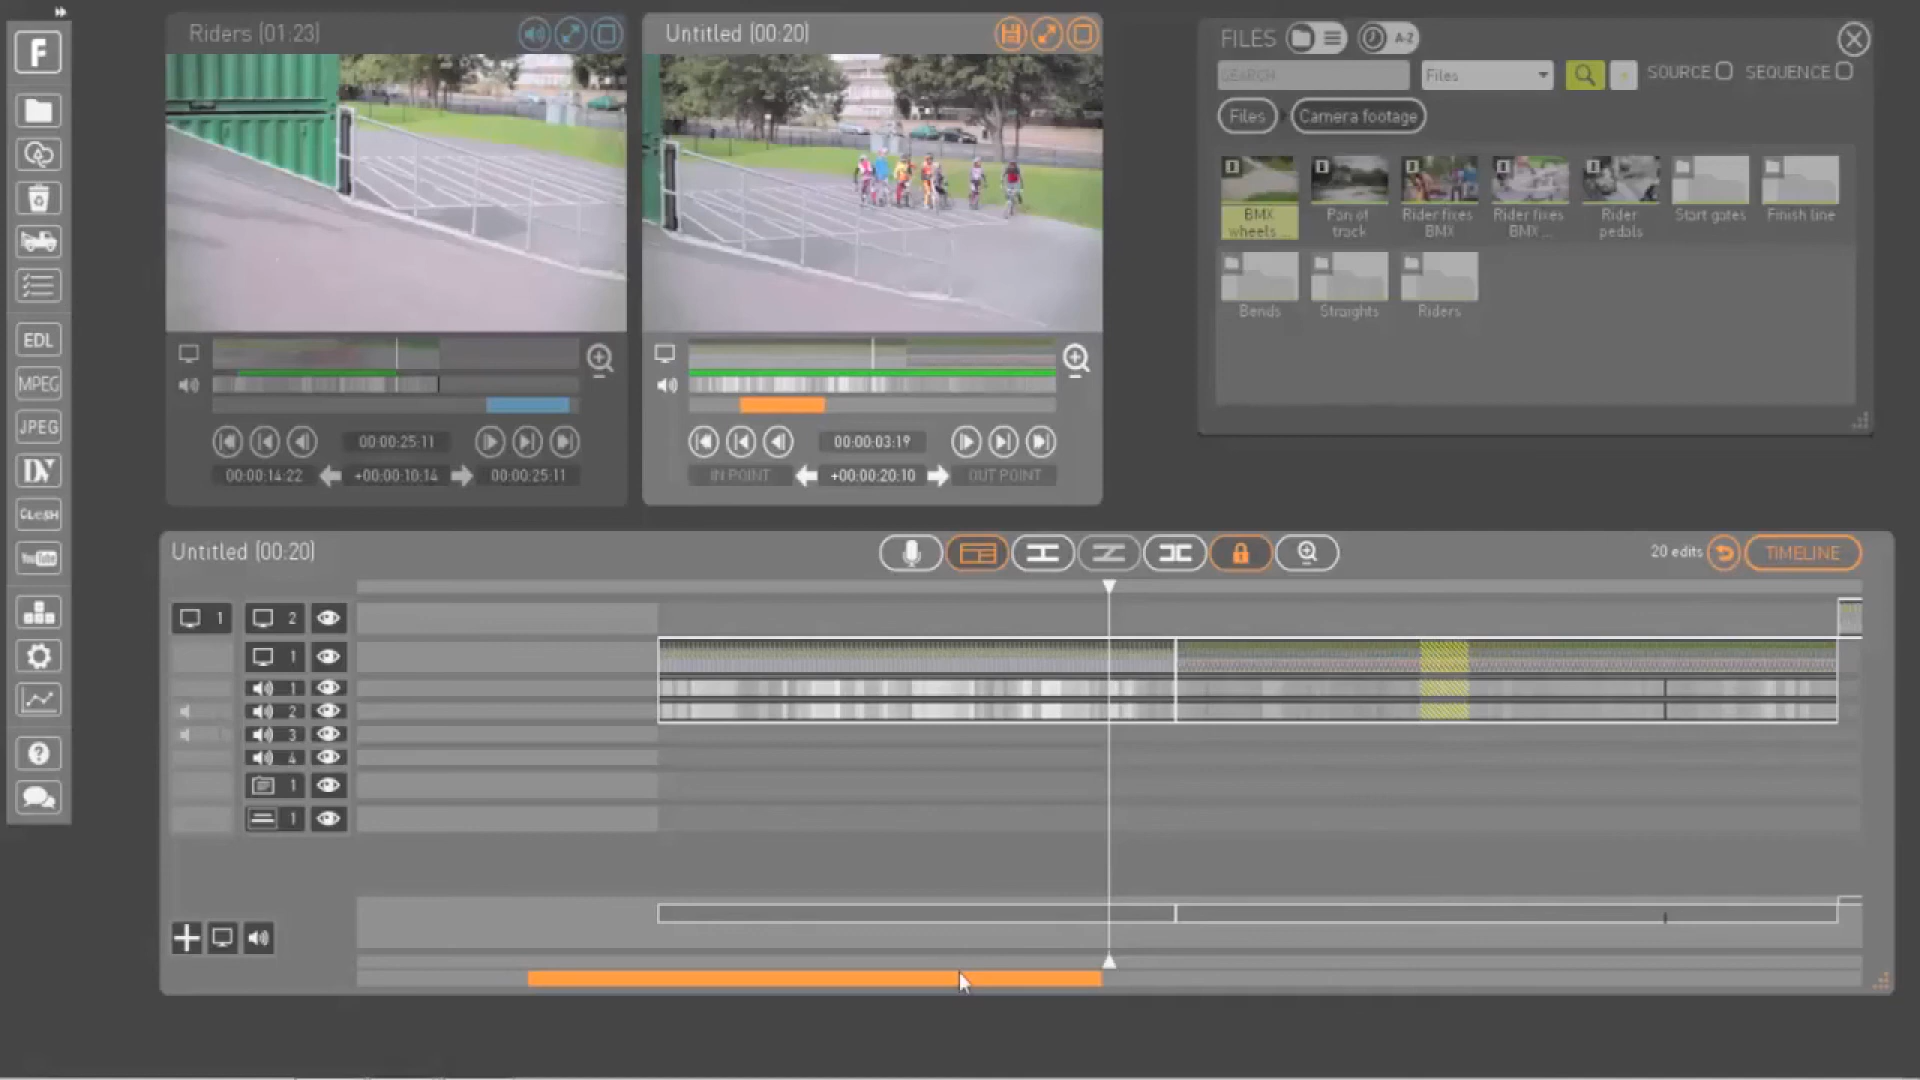 F
Riders (01:23)
Untitled (00:20)
FILES
A-Z
SEARCH
Files
SOURCE
SEQUENCE
Files
Camera footage
BMX wheels ...
Pan of track
Rider fixes BMX
Rider fixes BMX ...
Rider pedals
Start gates
Finish line
Bends
Straights
Riders
EDL
MPEG
JPEG
DV
CLESH
YouTube
00:00:25:11
00:00:14:22
+00:00:10:14
00:00:25:11
00:00:03:19
IN POINT
+00:00:20:10
OUT POINT
Untitled (00:20)
20 edits
TIMELINE
1
2
1
1
2
3
4
1
1